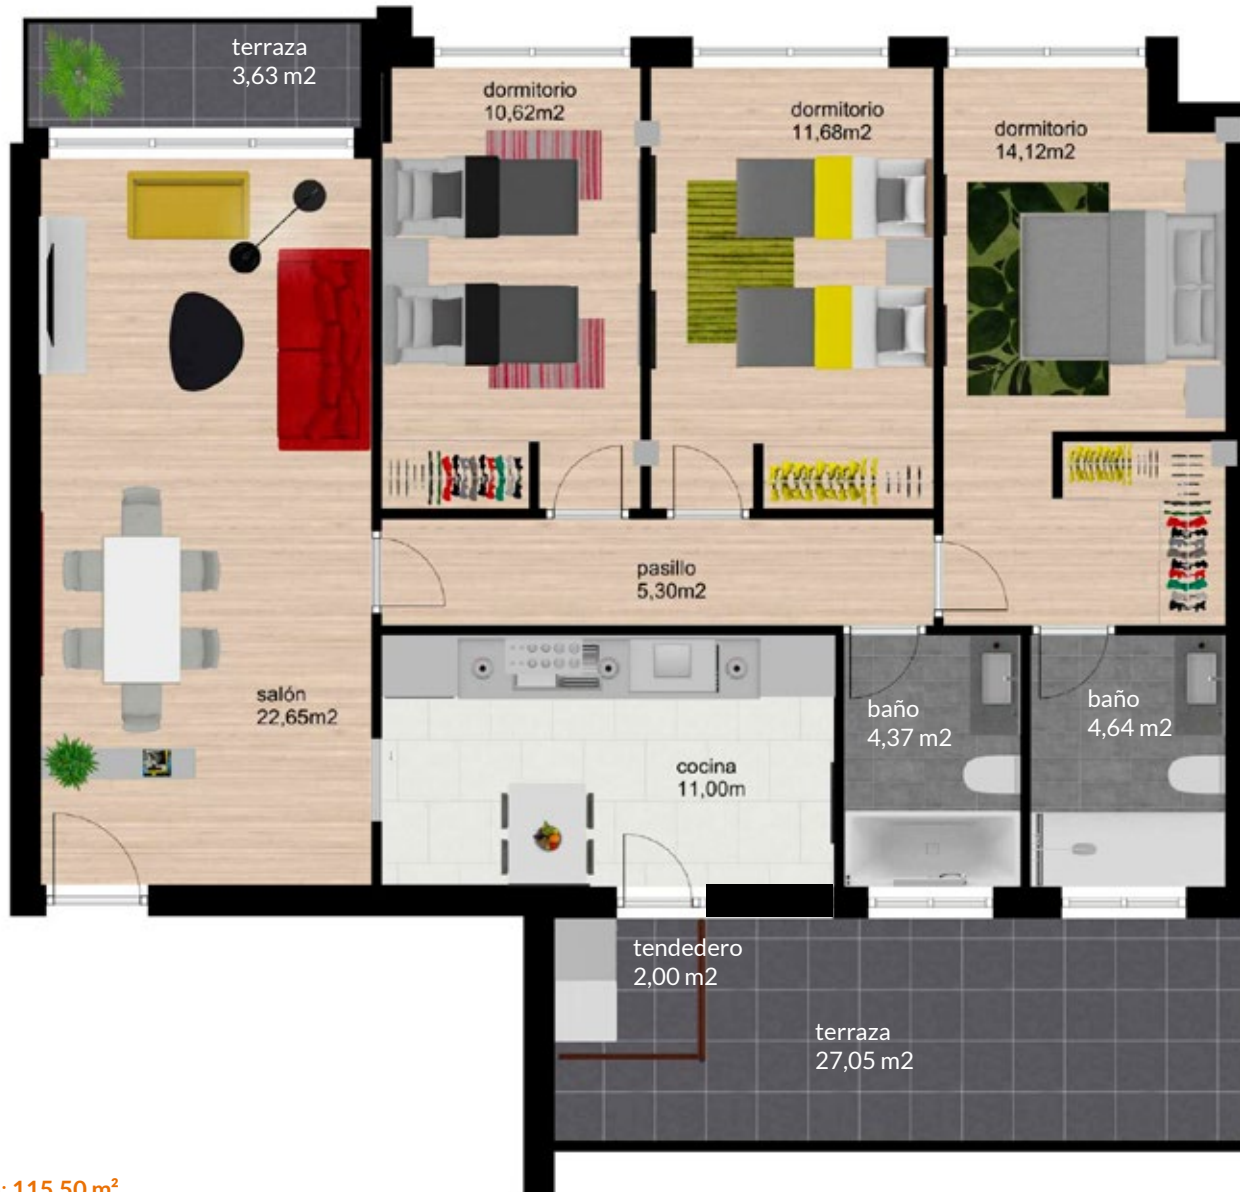 terraza
3,63 m2
dormitorio
10,62m2
dormitorio
11,68m2
dormitorio
14,12m2
pasillo
5,30m2
salón
22,65m2
cocina
11,00m
baño
4,37 m2
baño
4,64 m2
tendedero
2,00 m2
terraza
27,05 m2
: 115,50 m²